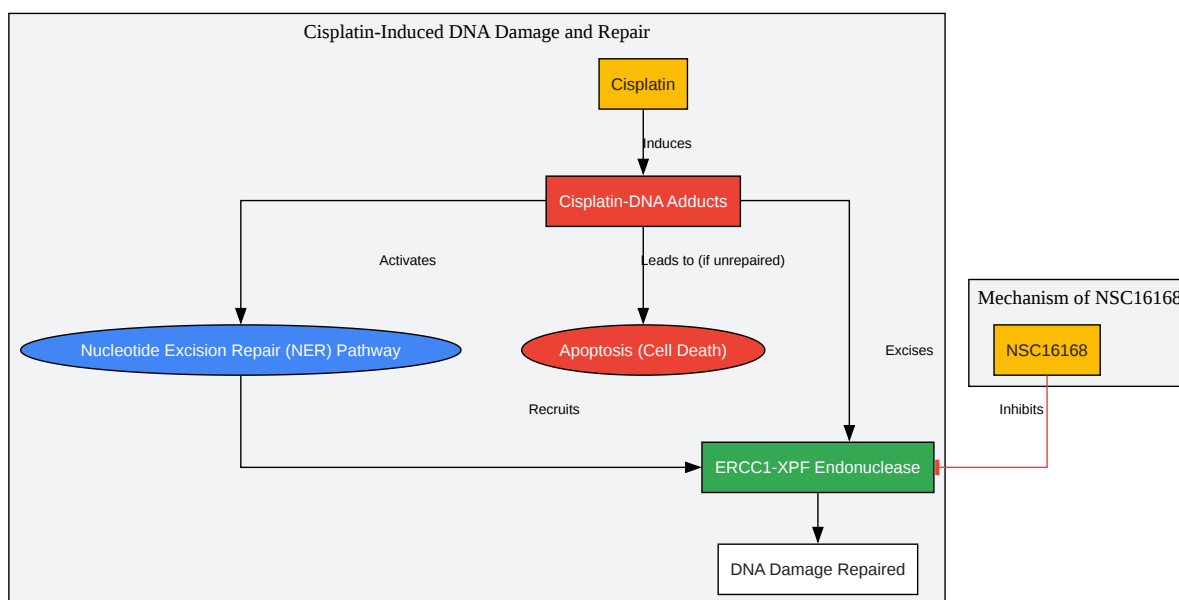 Cisplatin-Induced DNA Damage and Repair
Cisplatin
Induces
Cisplatin-DNA Adducts
Activates
Leads to (if unrepaired)
Mechanism of NSC16168
NSC16168
Nucleotide Excision Repair (NER) Pathway
Apoptosis (Cell Death)
Excises
Recruits
Inhibits
ERCC1-XPF Endonuclease
DNA Damage Repaired